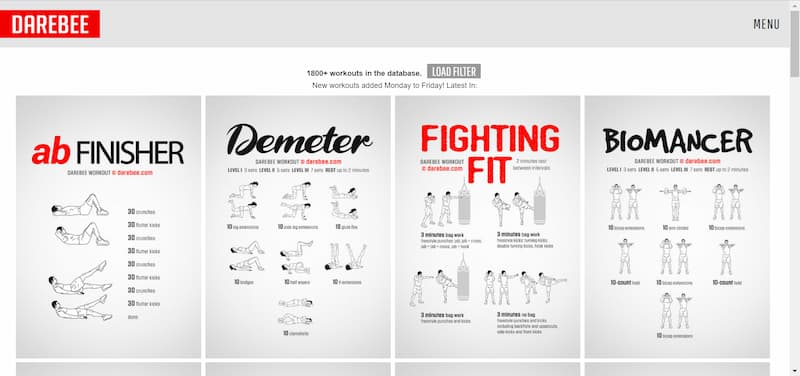 DAREBEE
MENU
1800+ workouts in the database. LOAD FILTER
New workouts added Monday to Friday! Latest In:
ab FINISHER
DAREBEE WORKOUT © darebee.com
30 crunches
30 flutter kicks
30 crunches
30 flutter kicks
30 crunches
30 flutter kicks
30 crunches
30 flutter kicks
done
Demeter
DAREBEE WORKOUT © darebee.com
LEVEL I 3 sets LEVEL II 5 sets LEVEL III 7 sets REST up to 2 minutes
10 leg extensions
10 side leg extensions
10 glute flex
10 bridges
10 half wipers
10
10 clamshells
FIGHTING
FIT
DAREBEE WORKOUT
© darebee.com
2 minutes rest
between intervals
3 minutes bag work
freestyle punches: jab, jab + cross,
jab + jab + cross, jab + hook
3 minutes bag work
freestyle kicks: turning kicks,
double turning kicks, hook kicks
3 minutes bag work
freestyle punches and kicks
3 minutes no bag
freestyle punches and kicks
including backfists and uppercuts,
side kicks and front kicks
BIOMANCER
DAREBEE WORKOUT © darebee.com
LEVEL I 3 sets LEVEL II 5 sets LEVEL III 7 sets REST up to 2 minutes
10 bicep extensions
10 arm circles
10 bicep extensions
10-count hold
10 bicep extensions
10-count hold
10 bicep extensions